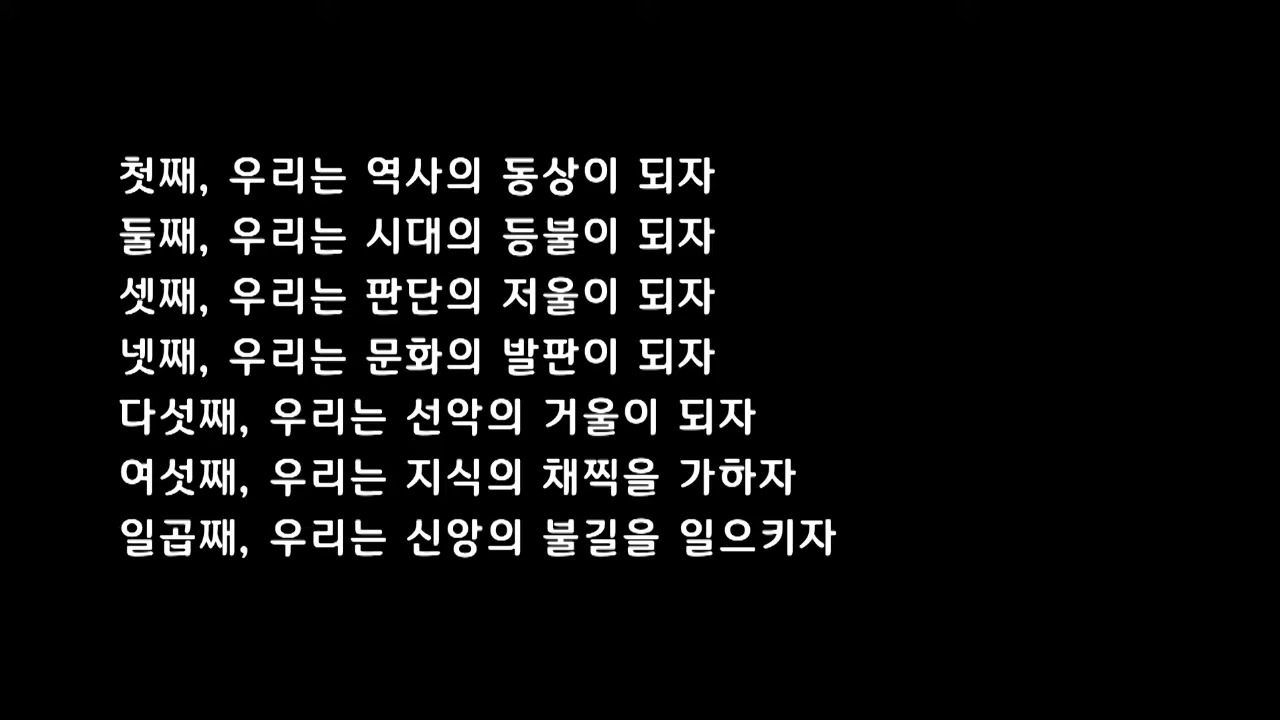 첫째, 우리는 역사의 동상이 되자
둘째, 우리는 시대의 등불이 되자
셋째, 우리는 판단의 저울이 되자
넷째, 우리는 문화의 발판이 되자
다섯째, 우리는 선악의 거울이 되자
여섯째, 우리는 지식의 채찍을 가하자
일곱째, 우리는 신앙의 불길을 일으키자